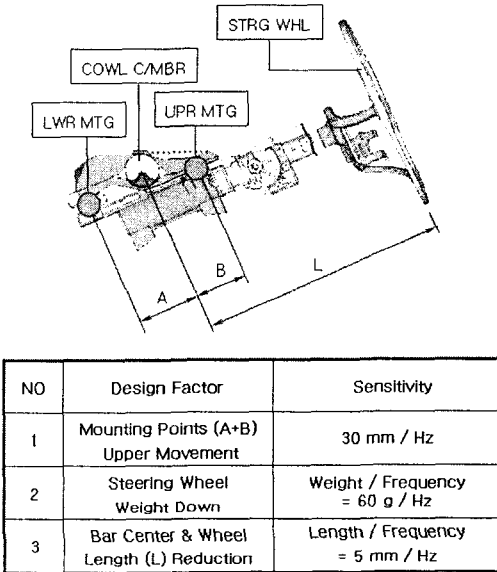 STRG WHL
COWL C/MBR
UPR MTG
LWR MTG
A
B
L
NO Design Factor Sensitivity
1 Mounting Points (A+B) Upper Movement 30 mm / Hz
2 Steering Wheel Weight Down Weight / Frequency = 60 g / Hz
3 Bar Center & Wheel Length (L) Reduction Length / Frequency = 5 mm / Hz